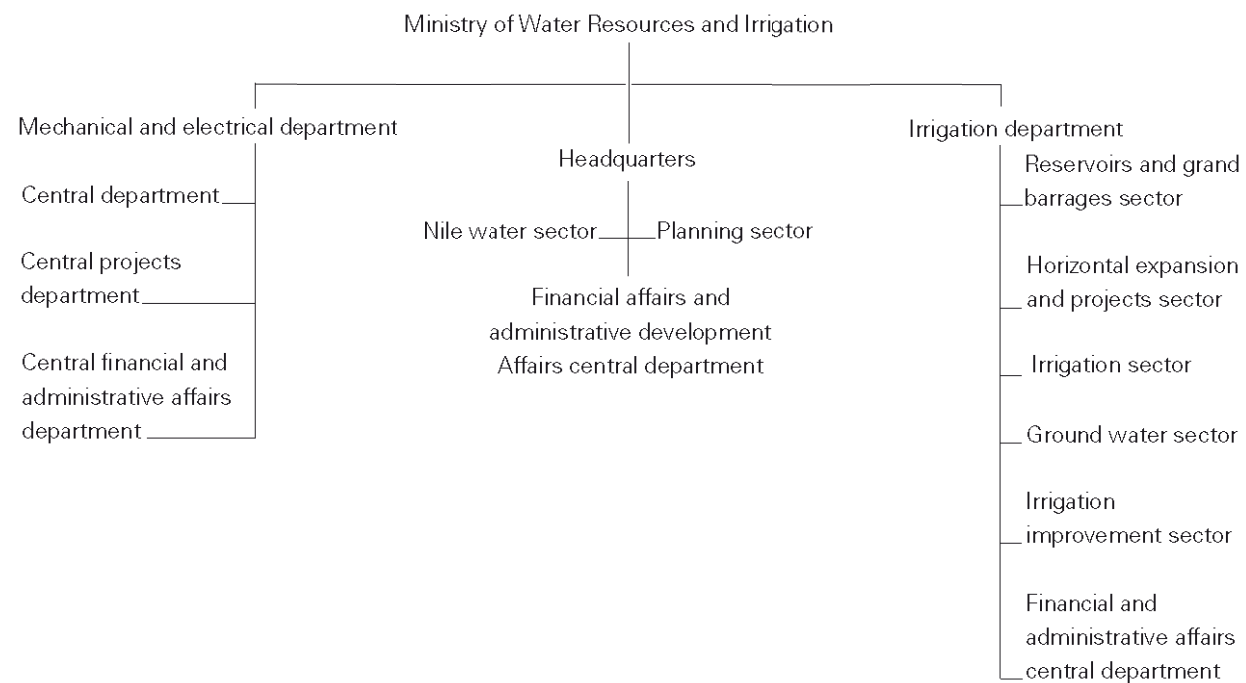 Ministry of Water Resources and Irrigation
Mechanical and electrical department
Central department
Central projects
department
Central financial and
administrative affairs
department
Headquarters
Nile water sector
Planning sector
Financial affairs and
administrative development
Affairs central department
Irrigation department
Reservoirs and grand
barrages sector
Horizontal expansion
and projects sector
Irrigation sector
Ground water sector
Irrigation
improvement sector
Financial and
administrative affairs
central department